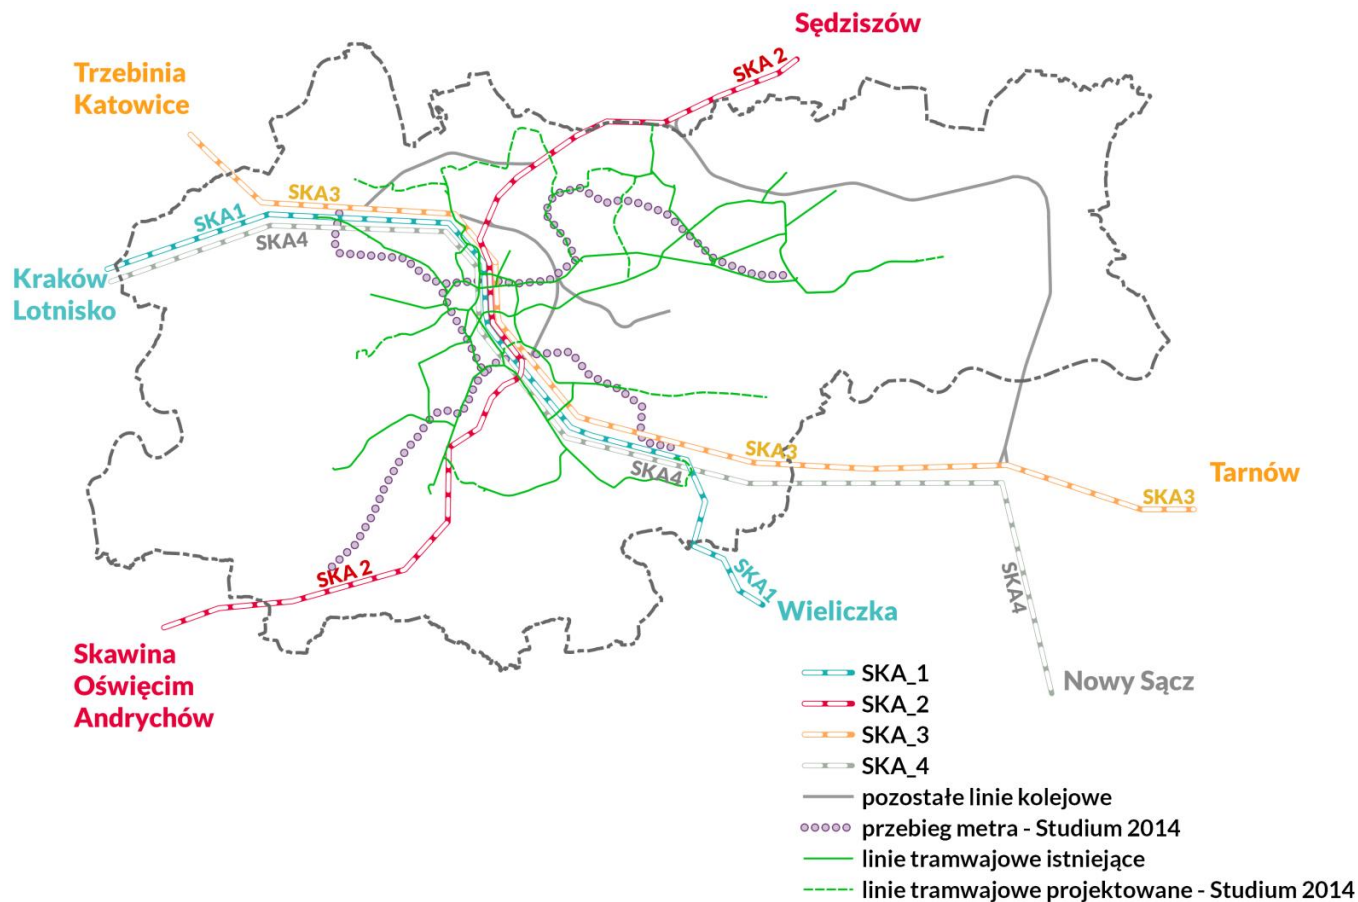 Sędziszów
SKA 2
Trzebinia
Katowice
SKA3
SKA1
SKA4
Kraków
Lotnisko
SKA3
SKA4
Tarnów
SKA3
SKA 2
SKA1
SKA4
Wieliczka
Skawina
Oświęcim
Andrychów
Nowy Sącz
SKA_1
SKA_2
SKA_3
SKA_4
pozostałe linie kolejowe
przebieg metra - Studium 2014
linie tramwajowe istniejące
linie tramwajowe projektowane - Studium 2014